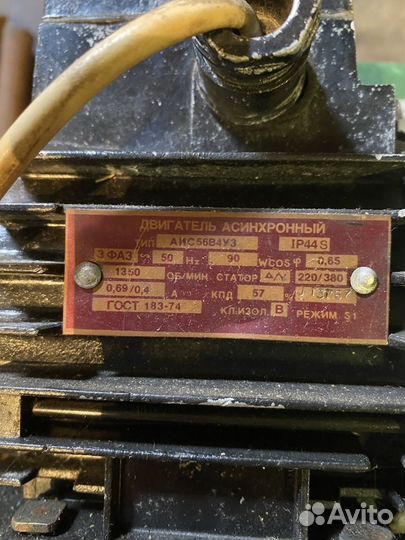 ДВИГАТЕЛЬ АСИНХРОННЫЙ
ТИП АИС56В4У3 IP44 S
3 ФАЗ ~ 50 Hz 90 W COS φ 0,65
1350 ОБ/МИН. СТАТОР Δ/Y 220/380
0,69/0,4 А КПД 57
ГОСТ 183-74 КЛ.ИЗОЛ. В РЕЖИМ S1
Avito